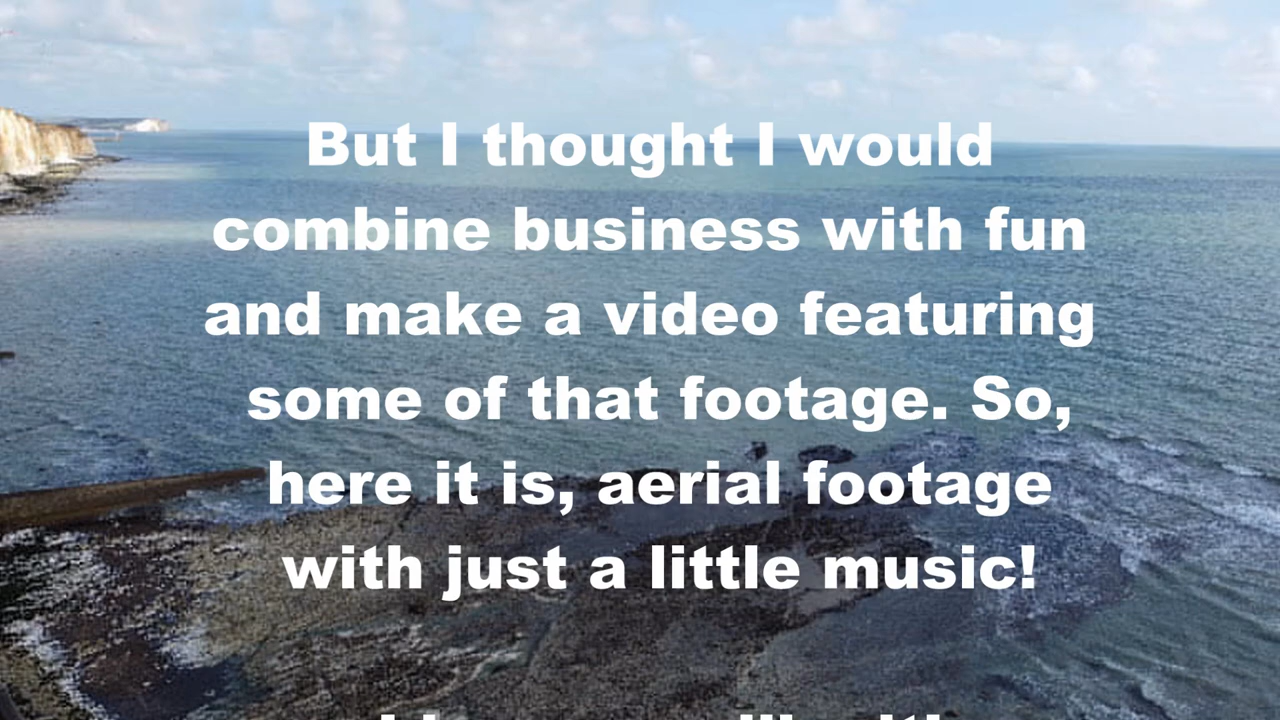 But I thought I would
combine business with fun
and make a video featuring
some of that footage. So,
here it is, aerial footage
with just a little music!